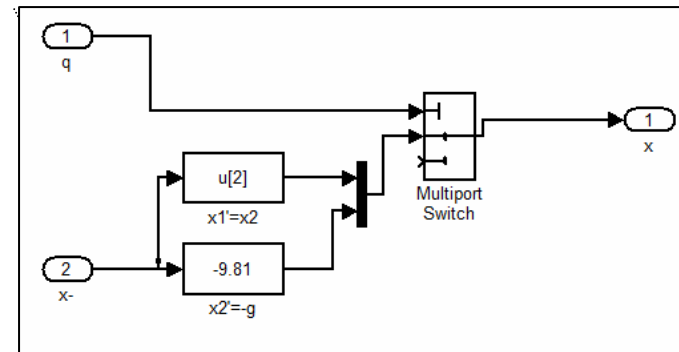 1
q
u[2]
x1'=x2
-9.81
x2'=-g
2
x-
Multiport
Switch
1
x